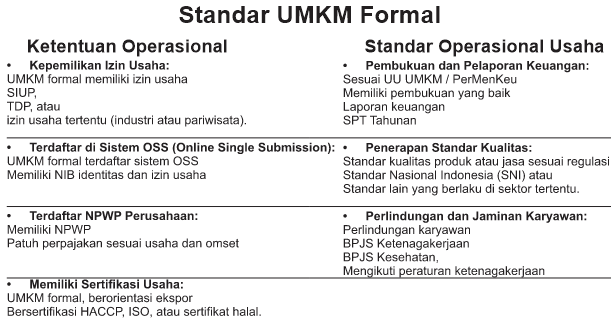 Standar UMKM Formal
Ketentuan Operasional
• Kepemilikan Izin Usaha:
UMKM formal memiliki izin usaha
SIUP,
TDP, atau
izin usaha tertentu (industri atau pariwisata).
• Terdaftar di Sistem OSS (Online Single Submission):
UMKM formal terdaftar sistem OSS
Memiliki NIB identitas dan izin usaha
• Terdaftar NPWP Perusahaan:
Memiliki NPWP
Patuh perpajakan sesuai usaha dan omset
• Memiliki Sertifikasi Usaha:
UMKM formal, berorientasi ekspor
Bersertifikasi HACCP, ISO, atau sertifikat halal.
Standar Operasional Usaha
• Pembukuan dan Pelaporan Keuangan:
Sesuai UU UMKM / PerMenKeu
Memiliki pembukuan yang baik
Laporan keuangan
SPT Tahunan
• Penerapan Standar Kualitas:
Standar kualitas produk atau jasa sesuai regulasi
Standar Nasional Indonesia (SNI) atau
Standar lain yang berlaku di sektor tertentu.
• Perlindungan dan Jaminan Karyawan:
Perlindungan karyawan
BPJS Ketenagakerjaan
BPJS Kesehatan,
Mengikuti peraturan ketenagakerjaan